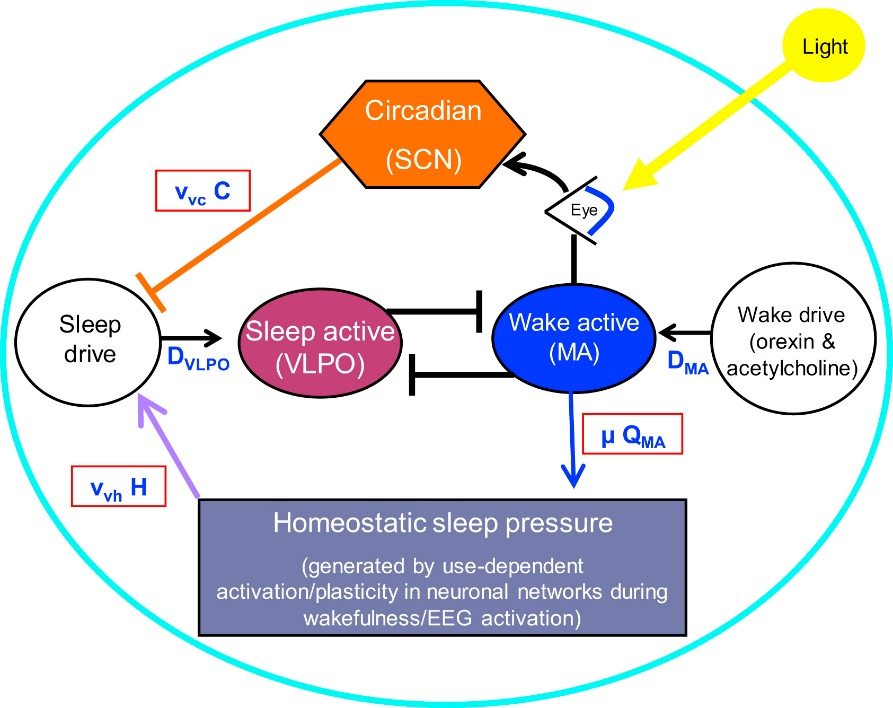 Light
Circadian
(SCN)
v_vc C
Eye
Sleep
drive
D_VLPO
Sleep active
(VLPO)
Wake active
(MA)
D_MA
Wake drive
(orexin &
acetylcholine)
μ Q_MA
v_vh H
Homeostatic sleep pressure
(generated by use-dependent
activation/plasticity in neuronal networks during
wakefulness/EEG activation)